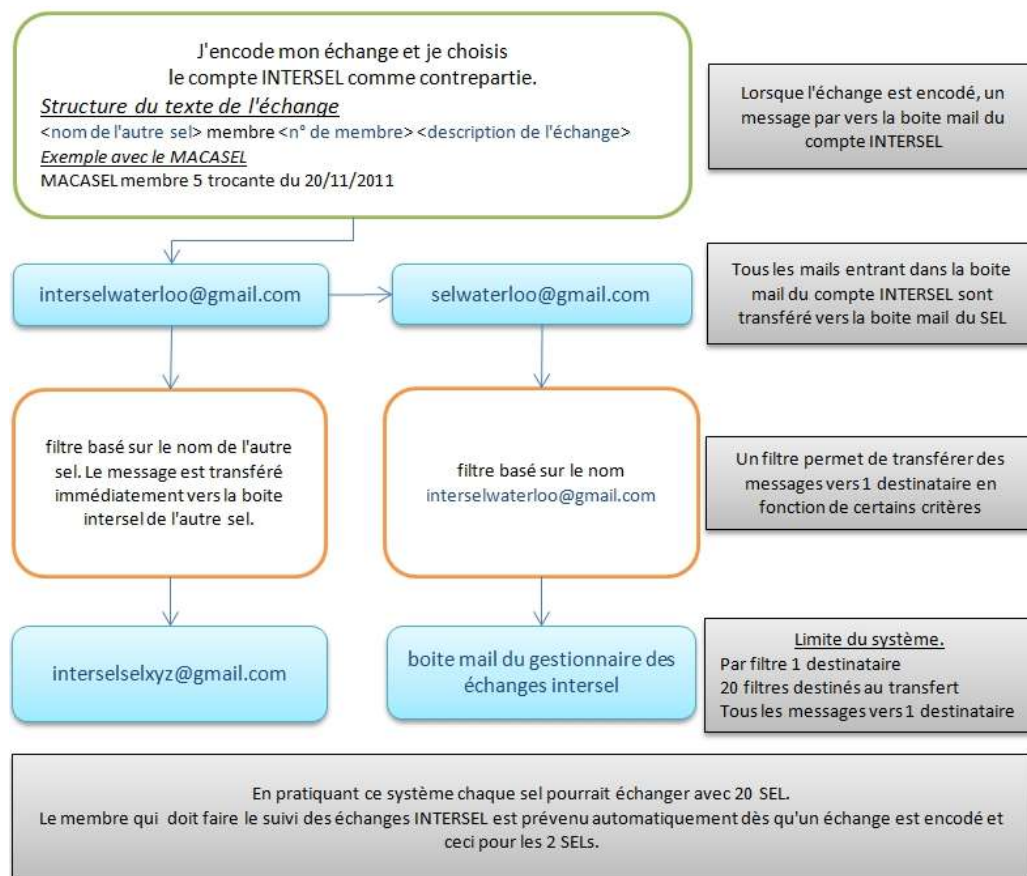 J'encode mon échange et je choisis
le compte INTERSEL comme contrepartie.
Structure du texte de l'échange
<nom de l'autre sel> membre <n° de membre> <description de l'échange>
Exemple avec le MACASEL
MACASEL membre 5 trocante du 20/11/2011
Lorsque l'échange est encodé, un
message par vers la boite mail du
compte INTERSEL
interselwaterloo@gmail.com
selwaterloo@gmail.com
Tous les mails entrant dans la boite
mail du compte INTERSEL sont
transféré vers la boite mail du SEL
filtre basé sur le nom de l'autre
sel. Le message est transféré
immédiatement vers la boite
intersel de l'autre sel.
filtre basé sur le nom
interselwaterloo@gmail.com
Un filtre permet de transférer des
messages vers 1 destinataire en
fonction de certains critères
interselselxyz@gmail.com
boite mail du gestionnaire des
échanges intersel
Limite du système.
Par filtre 1 destinataire
20 filtres destinés au transfert
Tous les messages vers 1 destinataire
En pratiquant ce système chaque sel pourrait échanger avec 20 SEL.
Le membre qui doit faire le suivi des échanges INTERSEL est prévenu automatiquement dès qu'un échange est encodé et
ceci pour les 2 SELs.